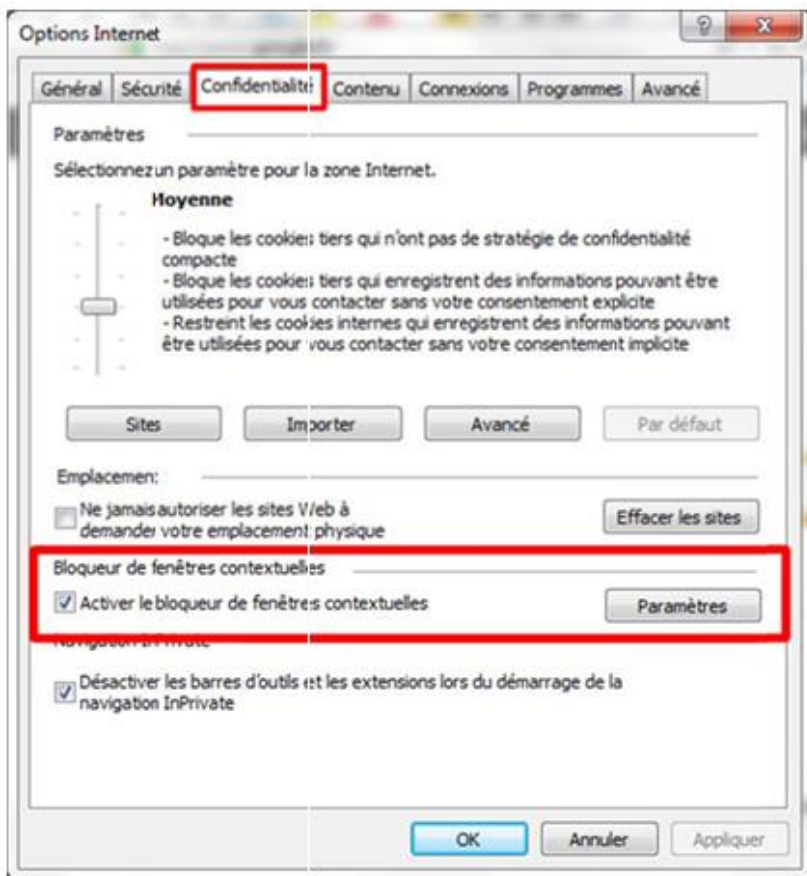 Options Internet
Général Sécurité Confidentialité Contenu Connexions Programmes Avancé
Paramètres
Sélectionnez un paramètre pour la zone Internet.
Moyenne
- Bloque les cookies tiers qui n'ont pas de stratégie de confidentialité
compacte
- Bloque les cookies tiers qui enregistrent des informations pouvant être
utilisées pour vous contacter sans votre consentement explicite
- Restreint les cookies internes qui enregistrent des informations pouvant
être utilisées pour vous contacter sans votre consentement implicite
Sites Importer Avancé Par défaut
Emplacement
Ne jamais autoriser les sites Web à
demander votre emplacement physique
Effacer les sites
Bloqueur de fenêtres contextuelles
Activer le bloqueur de fenêtres contextuelles
Paramètres
Navigation InPrivate
Désactiver les barres d'outils et les extensions lors du démarrage de la
navigation InPrivate
OK Annuler Appliquer